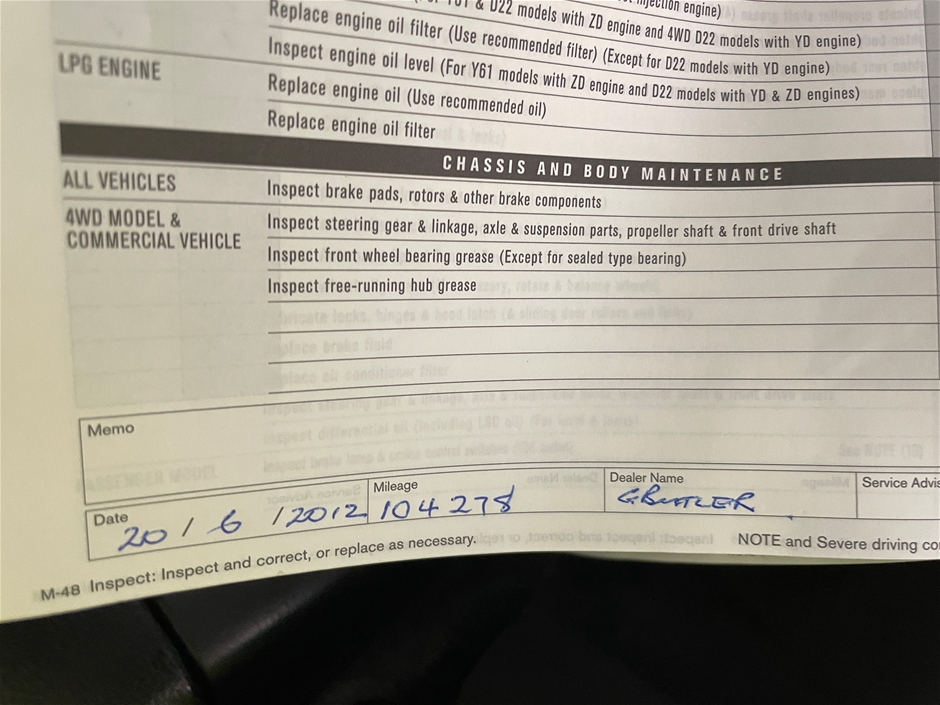 jection engine)
& D22 models with ZD engine and 4WD D22 models with YD engine)
Replace engine oil filter (Use recommended filter) (Except for D22 models with YD engine)
Inspect engine oil level (For Y61 models with ZD engine and D22 models with YD & ZD engines)
LPG ENGINE Replace engine oil (Use recommended oil)
Replace engine oil filter
CHASSIS AND BODY MAINTENANCE
ALL VEHICLES Inspect brake pads, rotors & other brake components
4WD MODEL & Inspect steering gear & linkage, axle & suspension parts, propeller shaft & front drive shaft
COMMERCIAL VEHICLE Inspect front wheel bearing grease (Except for sealed type bearing)
Inspect free-running hub grease
Memo
Date Mileage Dealer Name Service Advis
20 / 6 / 2012 104 278 G. BUTLER
M-48 Inspect: Inspect and correct, or replace as necessary. NOTE and Severe driving co